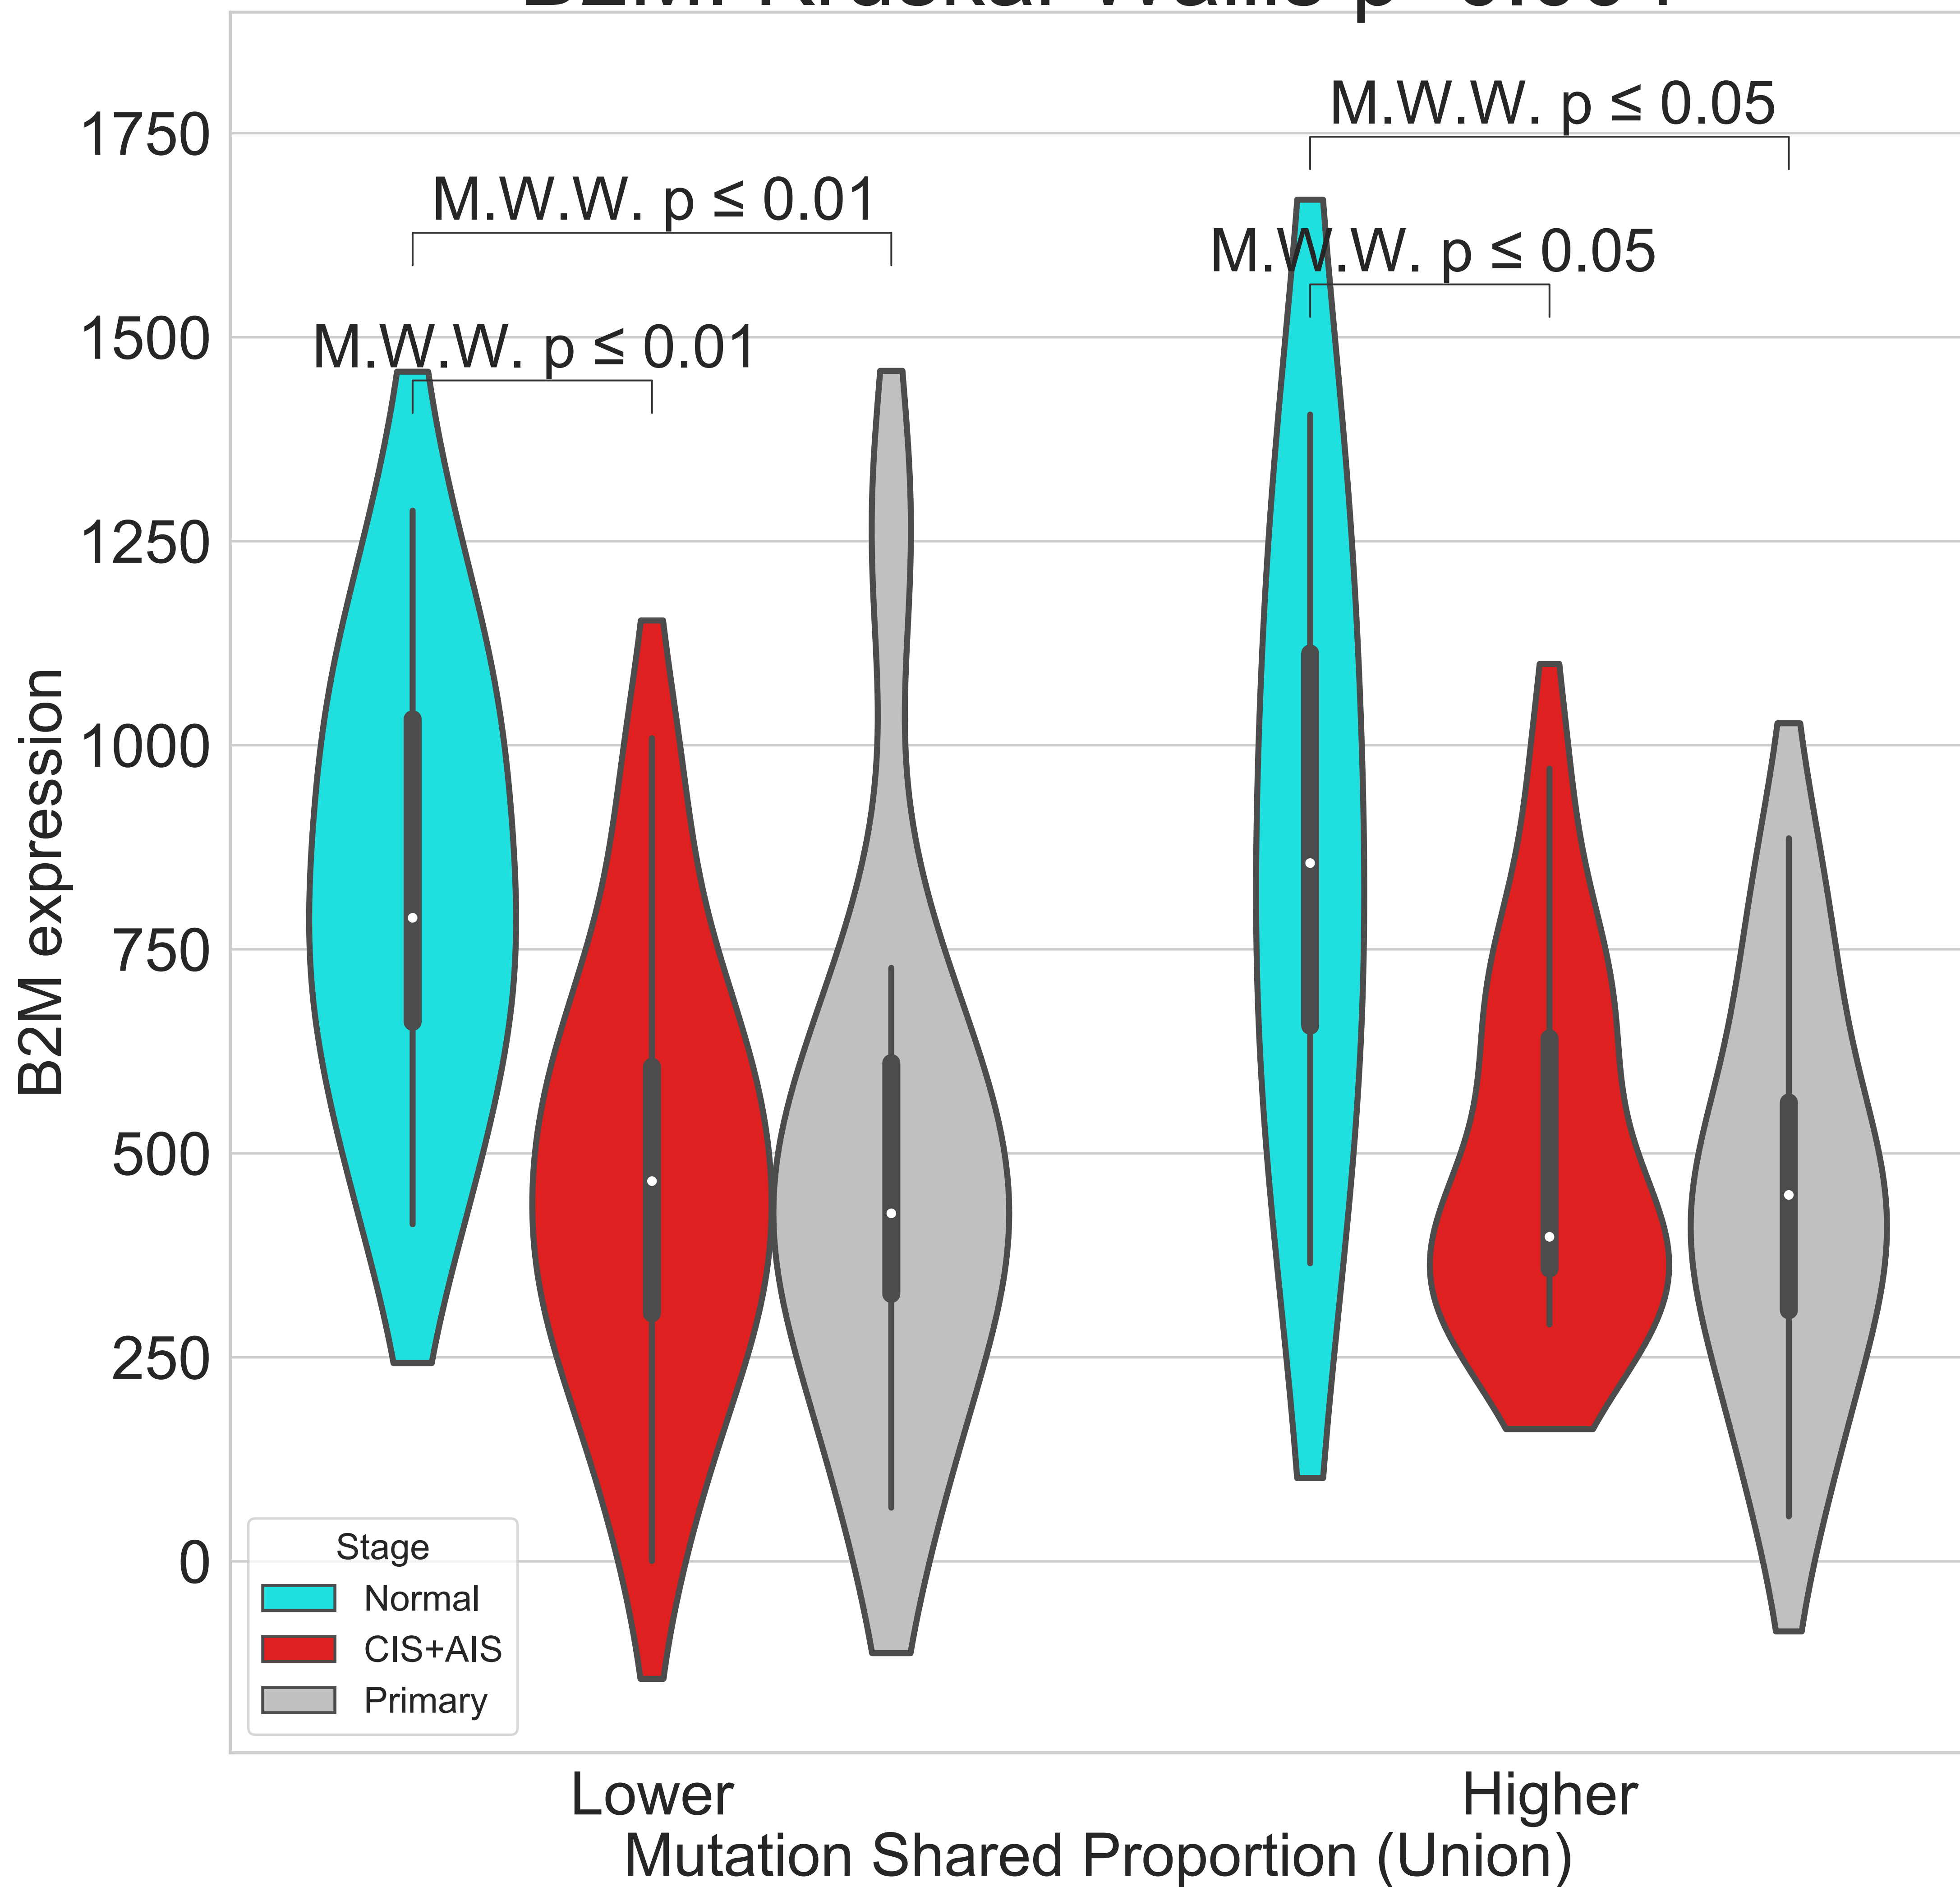 M.W.W. p ≤ 0.05
M.W.W. p ≤ 0.01
M.W.W. p ≤ 0.05
M.W.W. p ≤ 0.01
1750
1500
1250
1000
750
500
250
0
B2M expression
Stage
Normal
CIS+AIS
Primary
Lower
Higher
Mutation Shared Proportion (Union)